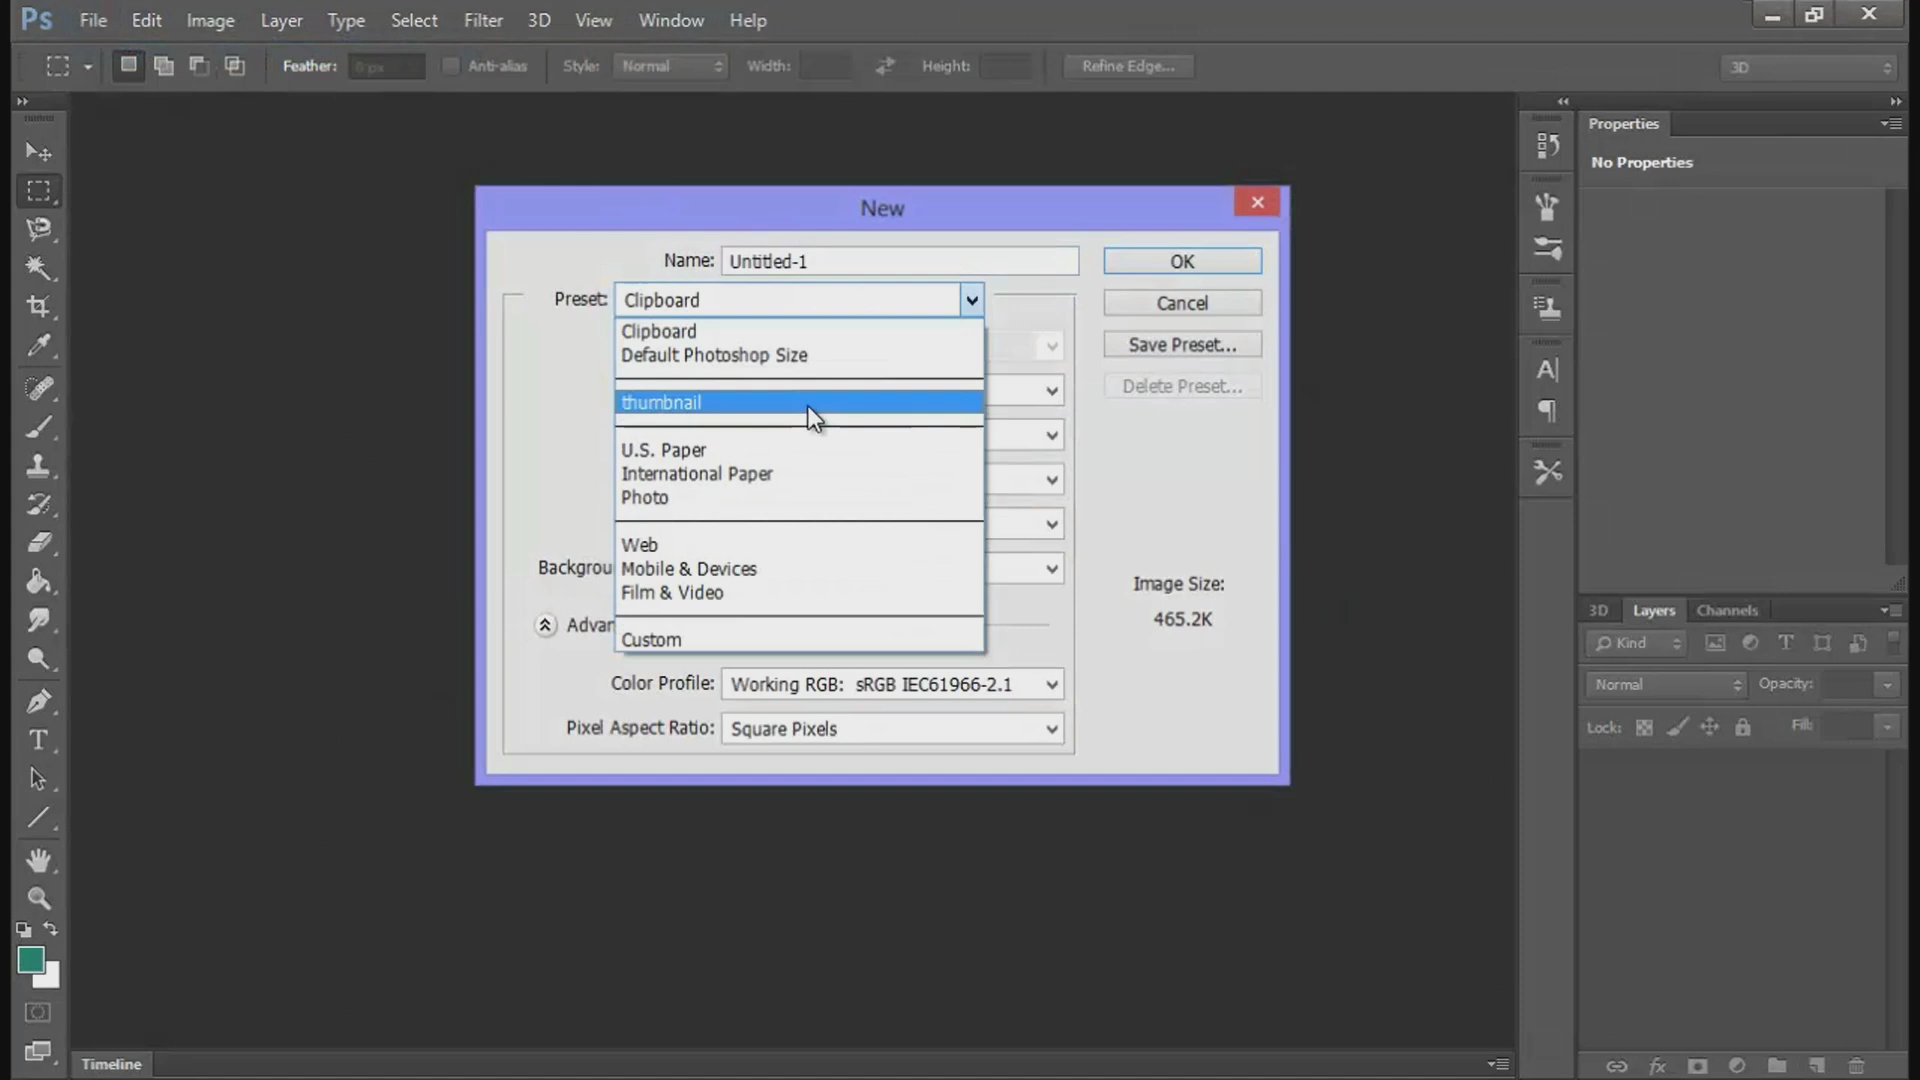 Ps File Edit Image Layer Type Select Filter 3D View Window Help
Feather: 0 px Anti-alias Style: Normal Width: Height: Refine Edge... 3D
Properties
No Properties
New
Name: Untitled-1 OK
Preset: Clipboard Cancel
Clipboard
Default Photoshop Size
Save Preset...
Delete Preset...
thumbnail
U.S. Paper
International Paper
Photo
Web
Mobile & Devices
Film & Video
Custom
Backgrou
Advan
Image Size:
465.2K
Color Profile: Working RGB: sRGB IEC61966-2.1
Pixel Aspect Ratio: Square Pixels
3D Layers Channels
Kind
Normal Opacity:
Lock: Fill:
Timeline